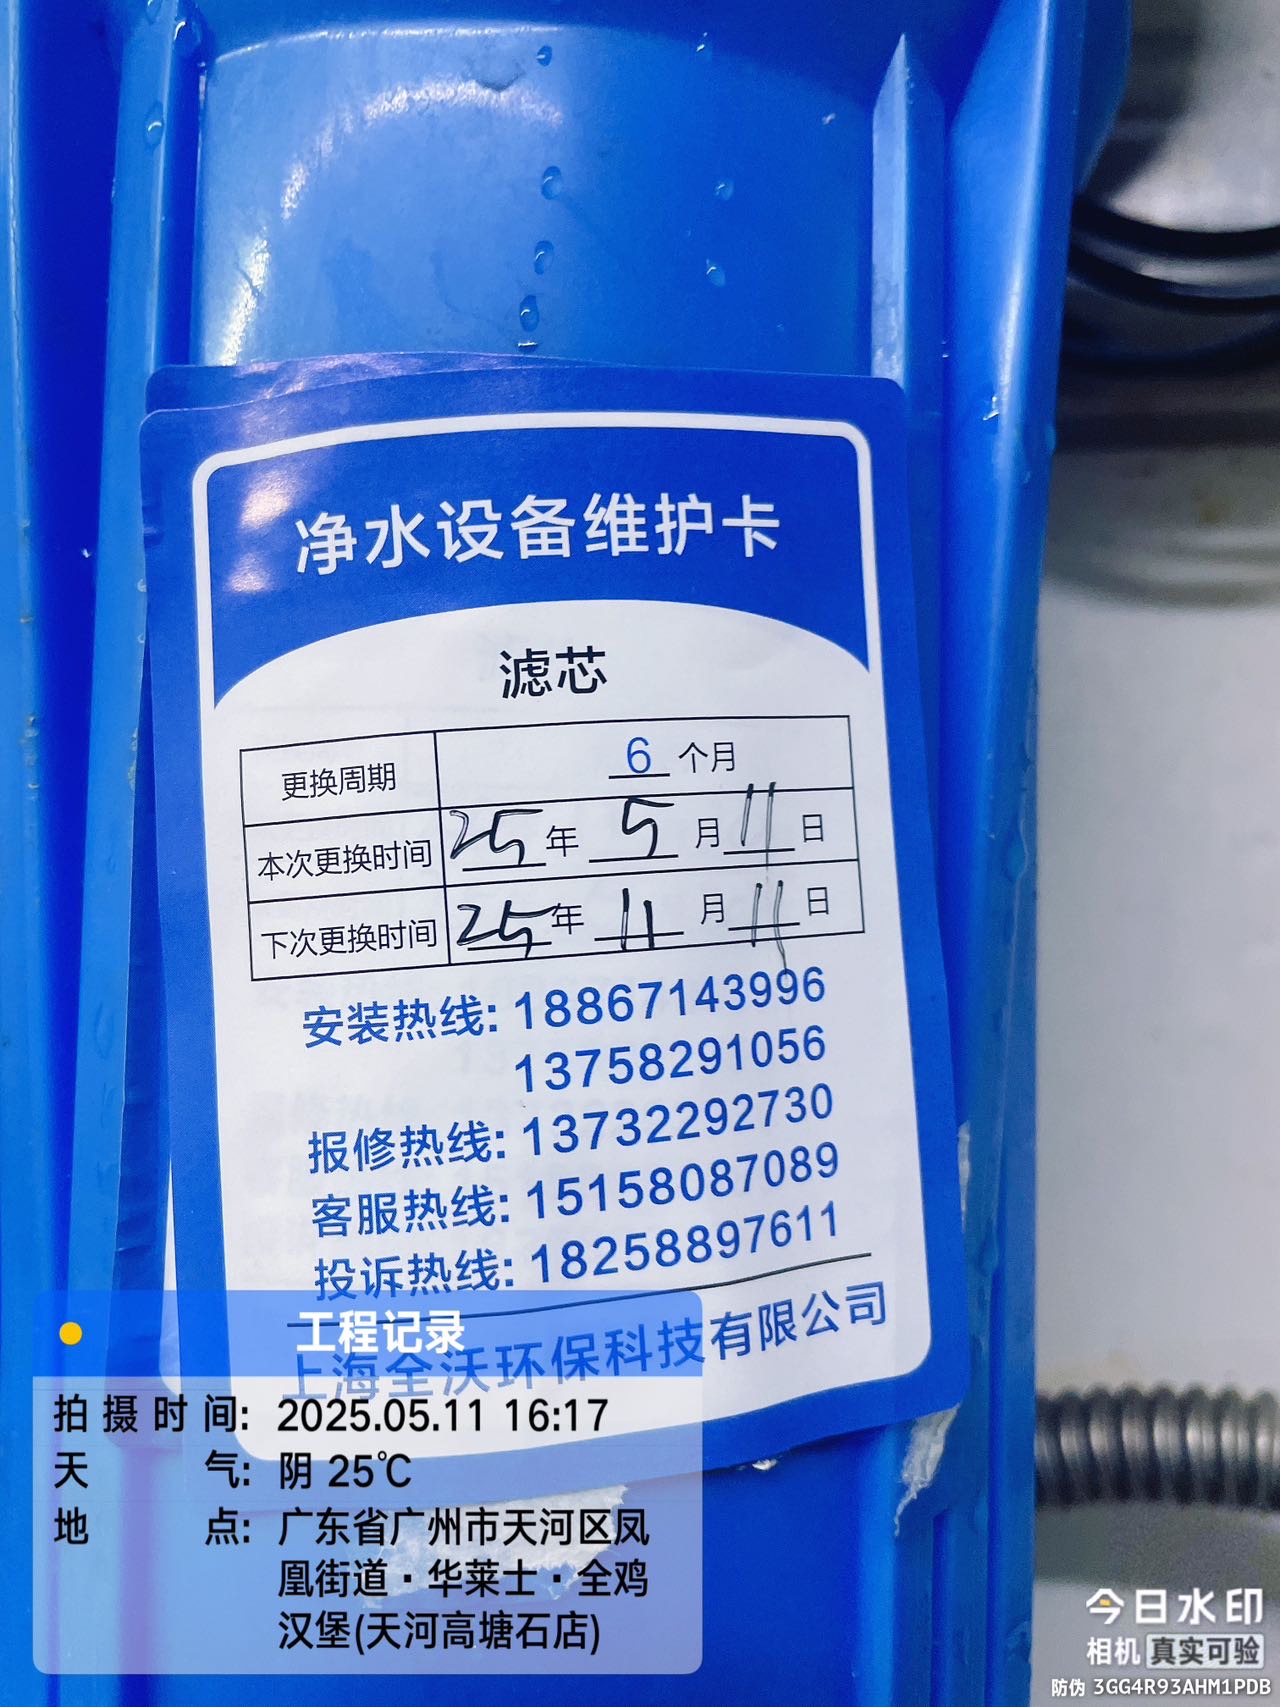 净水设备维护卡
滤芯
更换周期 6 个月
本次更换时间 25年 5 月 11 日
下次更换时间 25年 11 月 11 日
安装热线: 18867143996
13758291056
报修热线: 13732292730
客服热线: 15158087089
投诉热线: 18258897611
上海全沃环保科技有限公司
工程记录
拍摄时间: 2025.05.11 16:17
天气: 阴 25℃
地点: 广东省广州市天河区凤
凰街道·华莱士·全鸡
汉堡(天河高塘石店)
今日水印
相机 真实可验
防伪 3GG4R93AHM1PDB